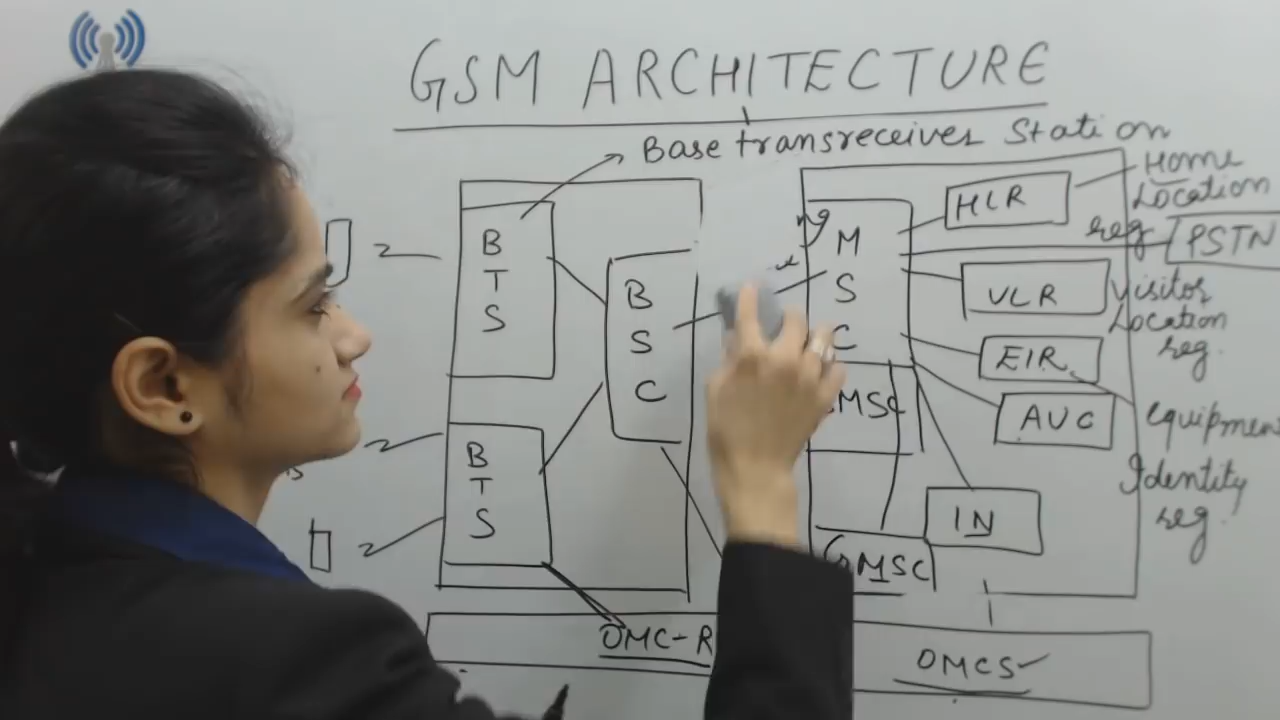 GSM ARCHITECTURE
Base transreceives Station
B
T
S
B
T
S
B
S
C
M
S
C
GMSC
HLR
Home
Location
reg
PSTN
VLR
Visitor
Location
reg.
EIR
Equipment
Identity
reg.
AUC
IN
OMC-R
OMCS